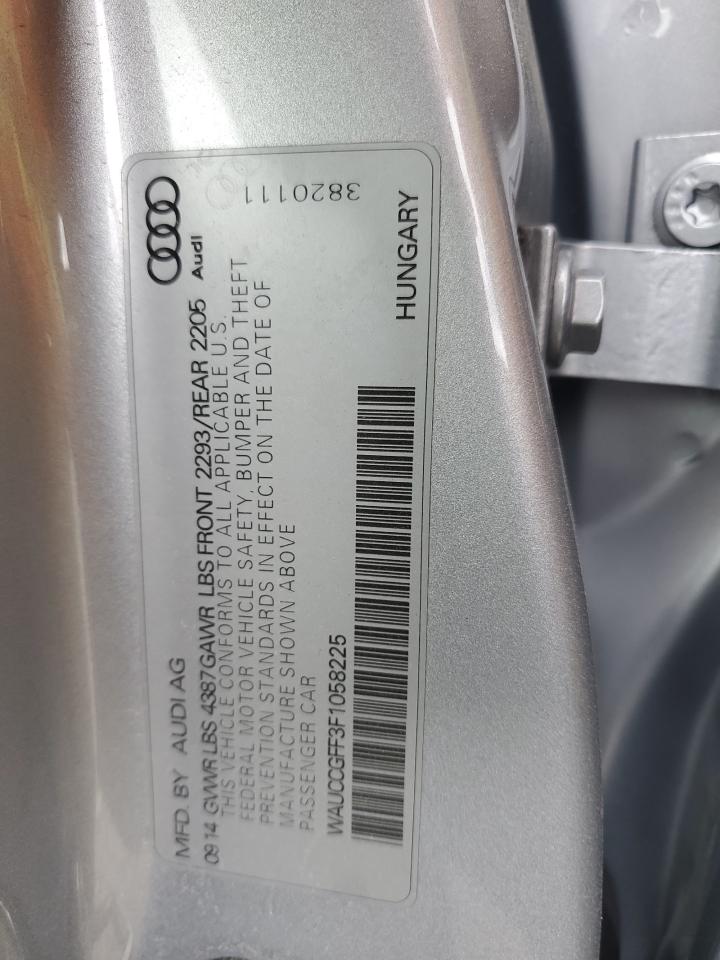 MFD. BY AUDI AG
Audi
09 14 GVWR LBS 4387 GAWR LBS FRONT 2293/REAR 2205
THIS VEHICLE CONFORMS TO ALL APPLICABLE U.S.
FEDERAL MOTOR VEHICLE SAFETY, BUMPER AND THEFT
PREVENTION STANDARDS IN EFFECT ON THE DATE OF
MANUFACTURE SHOWN ABOVE
PASSENGER CAR
WAUCCGFF3F1058225
HUNGARY
3820111